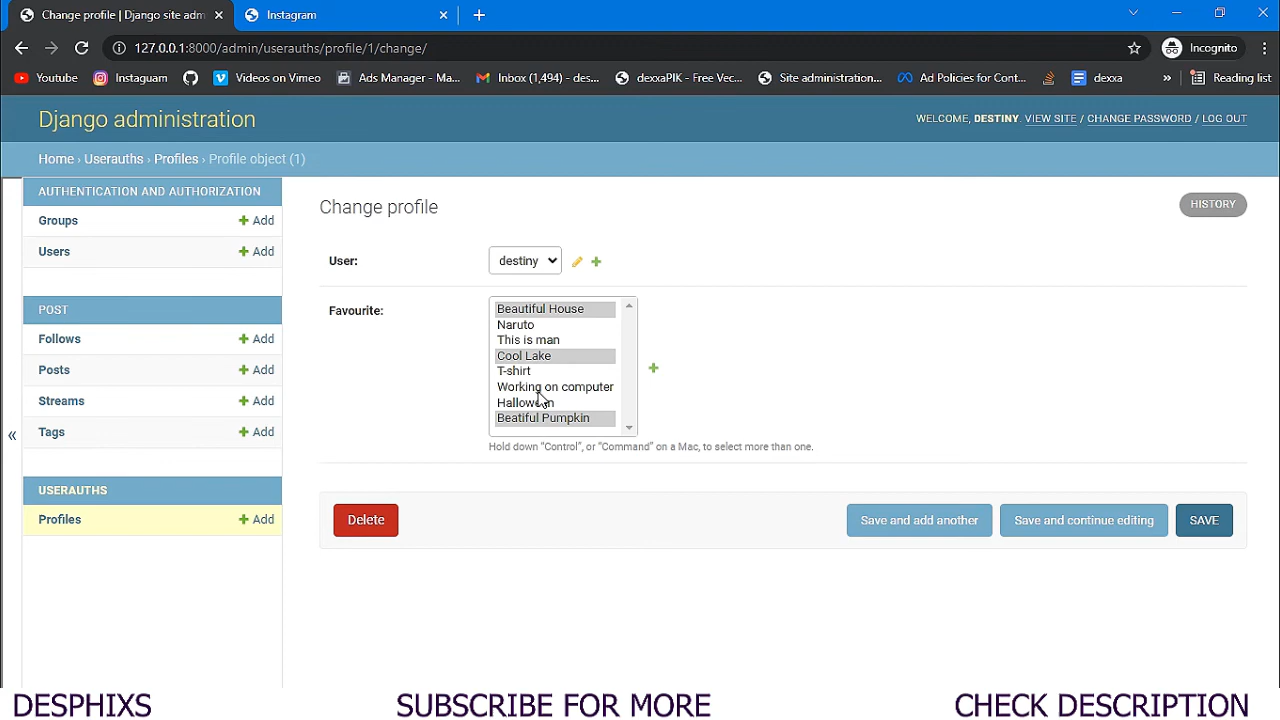 Change profile | Django site adm
Instagram
127.0.0.1:8000/admin/userauths/profile/1/change/
Incognito
Youtube
Instaguam
Videos on Vimeo
Ads Manager - Ma...
Inbox (1,494) - des...
dexxaPIK - Free Vec...
Site administration...
Ad Policies for Cont...
dexxa
»
Reading list
Django administration
WELCOME, DESTINY. VIEW SITE / CHANGE PASSWORD / LOG OUT
Home › Userauths › Profiles › Profile object (1)
AUTHENTICATION AND AUTHORIZATION
Groups + Add
Users + Add
POST
Follows + Add
Posts + Add
Streams + Add
Tags + Add
USERAUTHS
Profiles + Add
«
Change profile
HISTORY
User:
destiny
Favourite:
Beautiful House
Naruto
This is man
Cool Lake
T-shirt
Working on computer
Halloween
Beatiful Pumpkin
Hold down “Control”, or “Command” on a Mac, to select more than one.
Delete
Save and add another
Save and continue editing
SAVE
DESPHIXS
SUBSCRIBE FOR MORE
CHECK DESCRIPTION